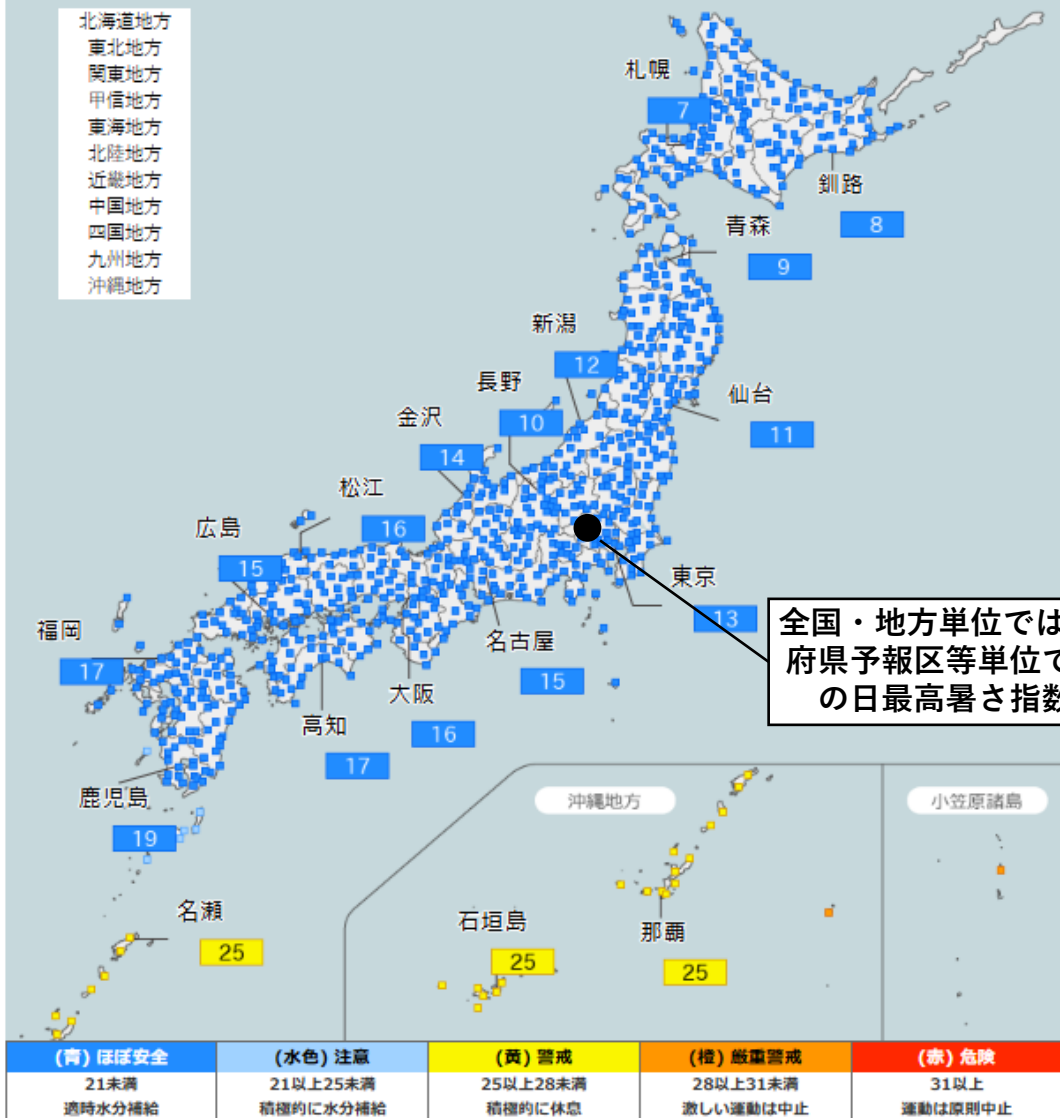 北海道地方
東北地方
関東地方
甲信地方
東海地方
北陸地方
近畿地方
中国地方
四国地方
九州地方
沖縄地方
札幌
7
釧路
8
青森
9
新潟
12
長野
10
仙台
11
金沢
14
松江
16
広島
15
東京
13
福岡
17
名古屋
15
大阪
16
高知
17
鹿児島
19
全国・地方単位では
府県予報区等単位で
の日最高暑さ指数
沖縄地方
小笠原諸島
名瀬
25
石垣島
25
那覇
25
(青) ほぼ安全 (水色) 注意 (黄) 警戒 (橙) 厳重警戒 (赤) 危険
21未満 21以上25未満 25以上28未満 28以上31未満 31以上
適時水分補給 積極的に水分補給 積極的に休息 激しい運動は中止 運動は原則中止